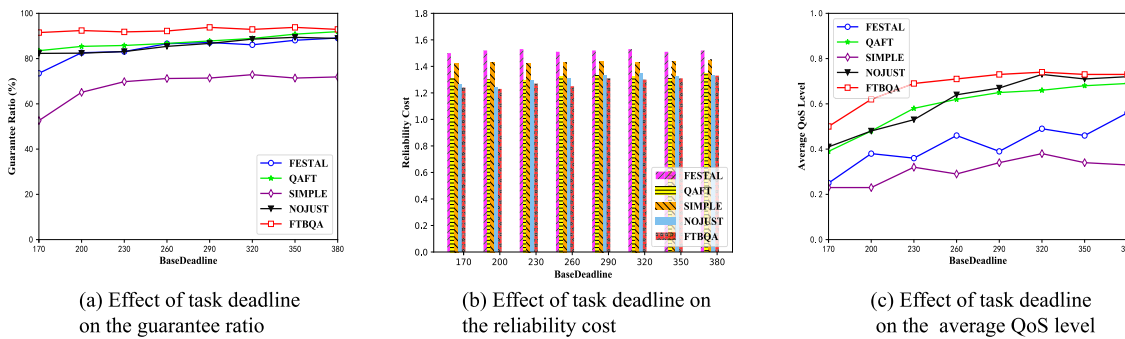 100
80
60
40
20
0
Guarantee Ratio (%)
FESTAL
QAFT
SIMPLE
NOJUST
FTBQA
170 200 230 260 290 320 350 380
BaseDeadline
(a) Effect of task deadline
on the guarantee ratio
1.8
1.6
1.4
1.2
1.0
0.8
0.6
0.4
0.2
0.0
Reliability Cost
FESTAL
QAFT
SIMPLE
NOJUST
FTBQA
170 200 230 260 290 320 350 380
BaseDeadline
(b) Effect of task deadline on
the reliability cost
1.0
0.8
0.6
0.4
0.2
0.0
Average QoS Level
FESTAL
QAFT
SIMPLE
NOJUST
FTBQA
170 200 230 260 290 320 350 380
BaseDeadline
(c) Effect of task deadline
on the average QoS level